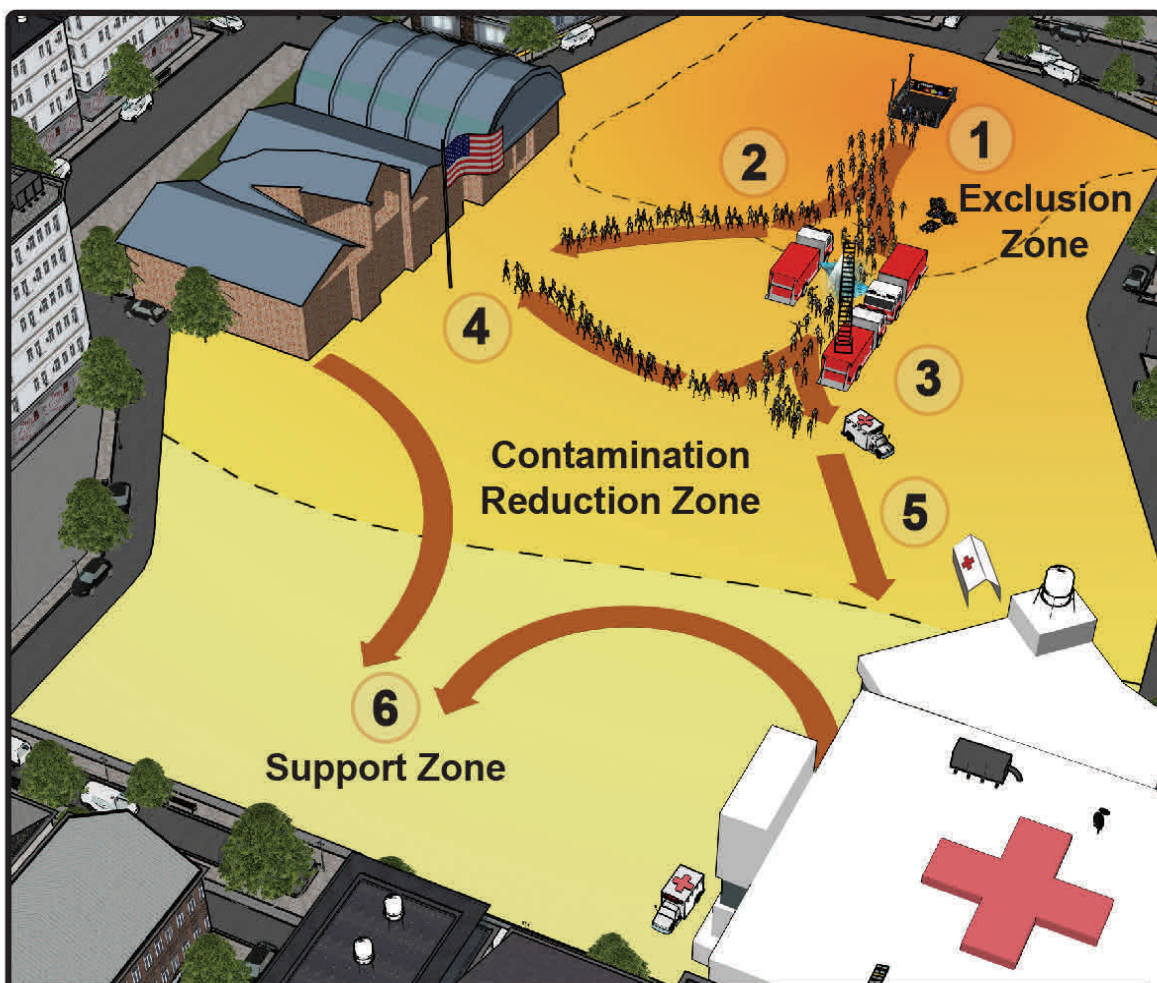 1
2
Exclusion
Zone
4
3
Contamination
Reduction Zone
5
6
Support Zone